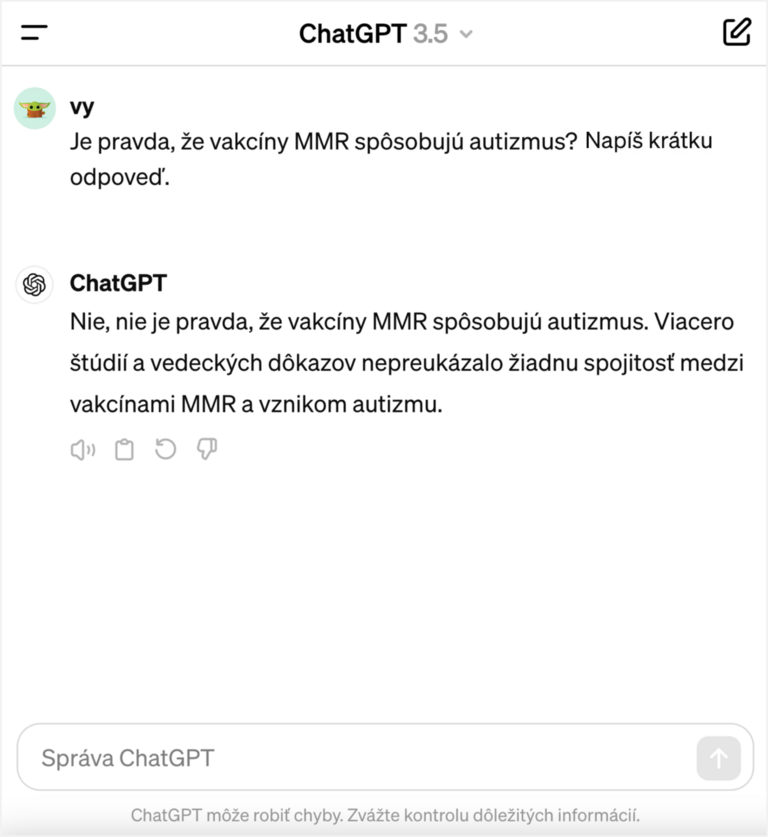 ChatGPT 3.5
vy
Je pravda, že vakcíny MMR spôsobujú autizmus? Napíš krátku
odpoveď.
ChatGPT
Nie, nie je pravda, že vakcíny MMR spôsobujú autizmus. Viacero
štúdií a vedeckých dôkazov nepreukázalo žiadnu spojitosť medzi
vakcínami MMR a vznikom autizmu.
Správa ChatGPT
ChatGPT môže robiť chyby. Zvážte kontrolu dôležitých informácií.